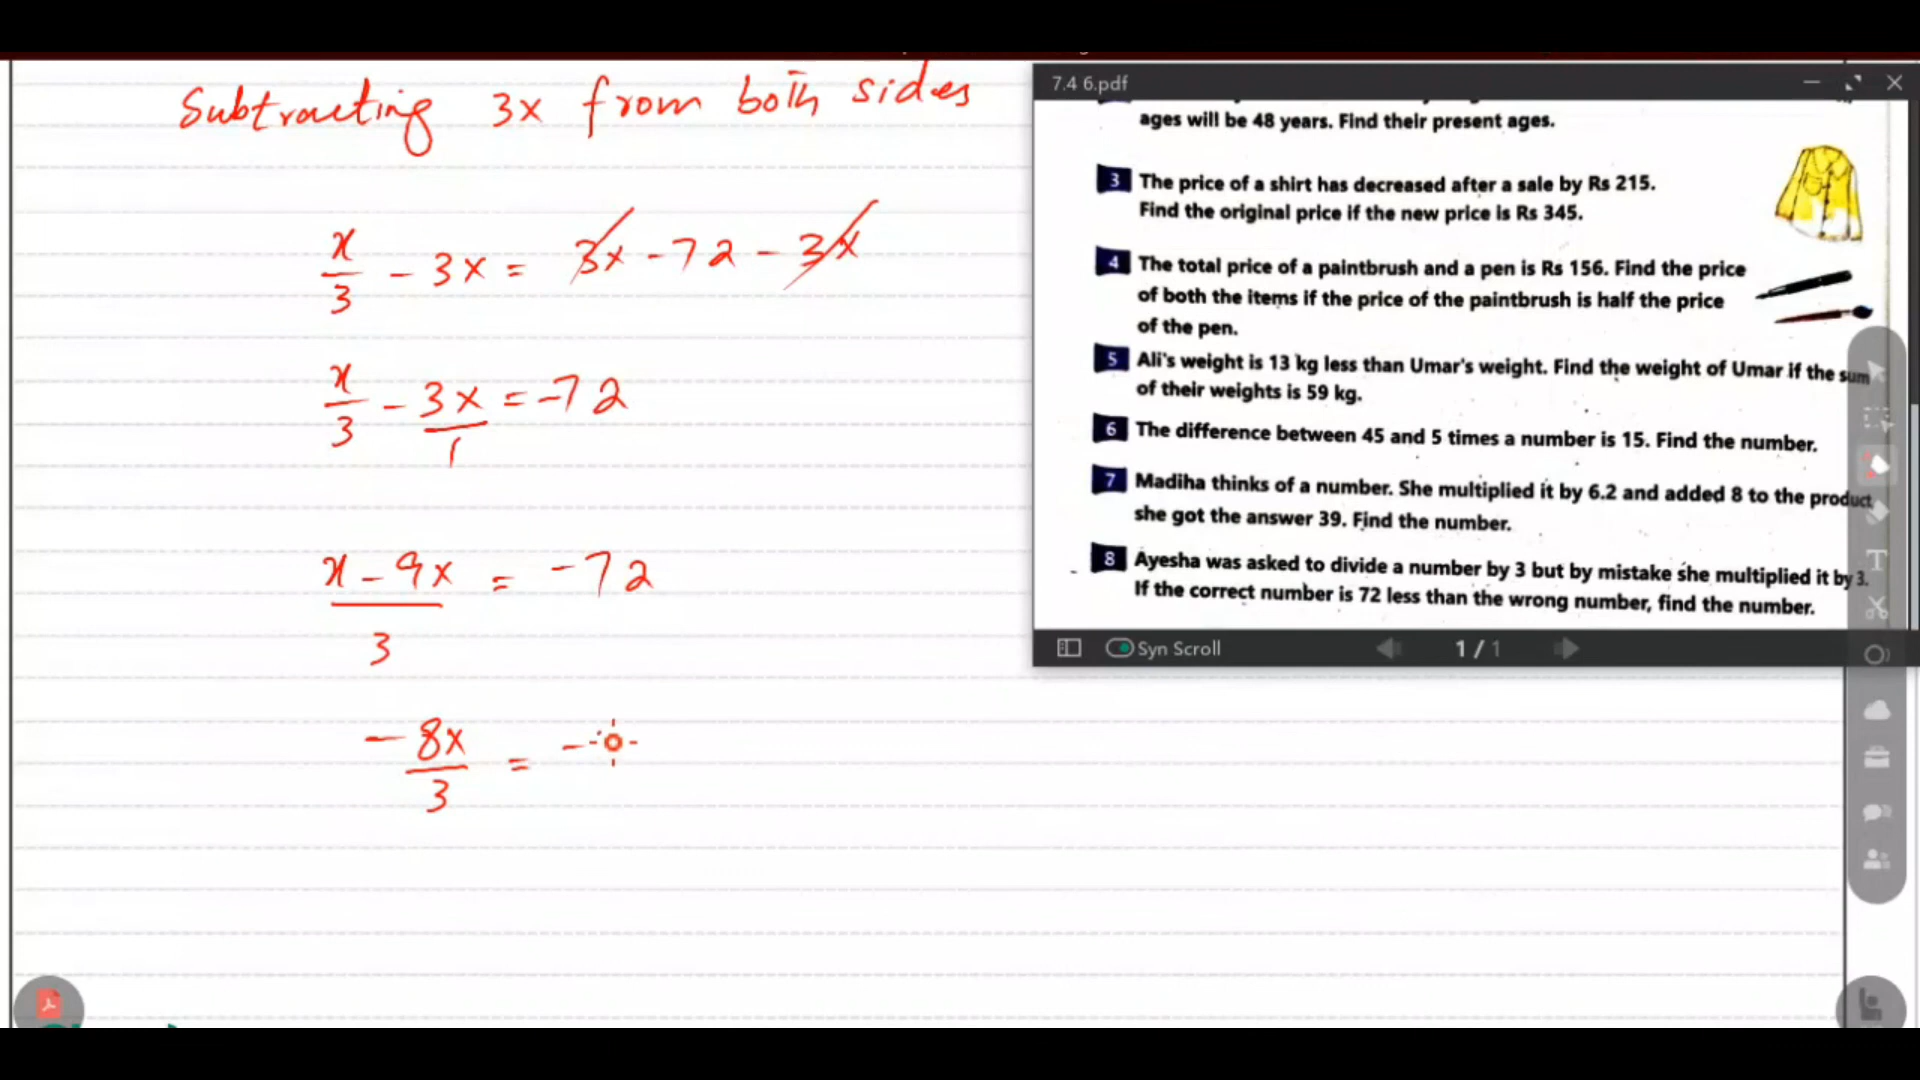 Subtracting 3x from both sides
x/3 - 3x = 3x - 72 - 3x
x/3 - 3x/1 = -72
x - 9x/3 = -72
-8x/3 = -
7.4 6.pdf
ages will be 48 years. Find their present ages.
3 The price of a shirt has decreased after a sale by Rs 215.
Find the original price if the new price is Rs 345.
4 The total price of a paintbrush and a pen is Rs 156. Find the price
of both the items if the price of the paintbrush is half the price
of the pen.
5 Ali's weight is 13 kg less than Umar's weight. Find the weight of Umar if the sum
of their weights is 59 kg.
6 The difference between 45 and 5 times a number is 15. Find the number.
7 Madiha thinks of a number. She multiplied it by 6.2 and added 8 to the product
she got the answer 39. Find the number.
8 Ayesha was asked to divide a number by 3 but by mistake she multiplied it by 3.
If the correct number is 72 less than the wrong number, find the number.
Syn Scroll
1 / 1
T